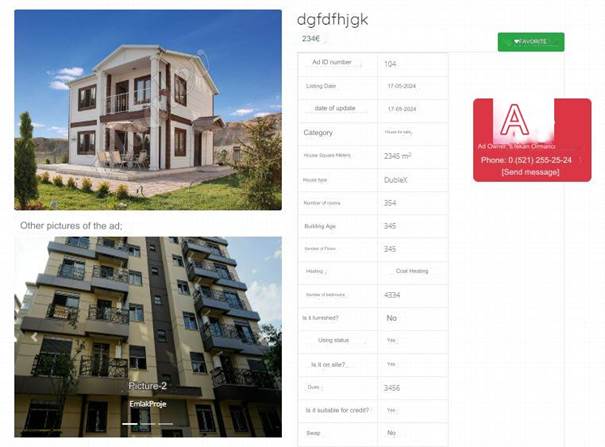 dgfdfhjgk
234€
❤FAVORITE
Ad ID number 104
Listing Date 17-05-2024
date of update 17-05-2024
Category House for sale
House Square Meters 2345 m²
House type DubleX
Number of rooms 354
Building Age 345
Number of Floors 345
Heating Coal Heating
Number of bedrooms 4334
Is it furnished? No
Using status Yes
Is it on site? Yes
Dues 3456
Is it suitable for credit? Yes
Swap No
A
Ad Owner: Ormancı
Phone: 0.(521) 255-25-24
[Send message]
Other pictures of the ad;
Picture-2
EmlakProje